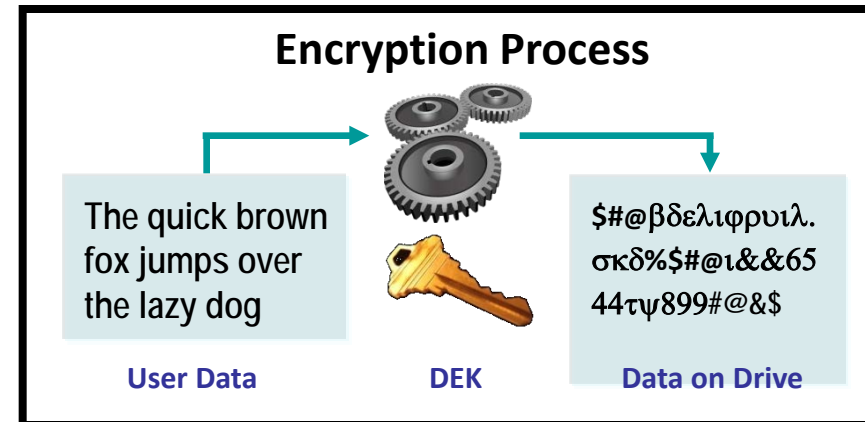 Encryption Process
The quick brown
fox jumps over
the lazy dog
$#@βδελιφρυιλ.
σκδ%$#@ι&&65
44τψ899#@&$
User Data
DEK
Data on Drive